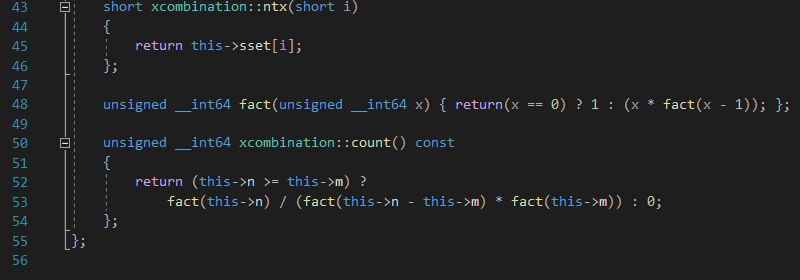 43 short xcombination::ntx(short i)
44 {
45 return this->sset[i];
46 };
47
48 unsigned __int64 fact(unsigned __int64 x) { return(x == 0) ? 1 : (x * fact(x - 1)); };
49
50 unsigned __int64 xcombination::count() const
51 {
52 return (this->n >= this->m) ?
53 fact(this->n) / (fact(this->n - this->m) * fact(this->m)) : 0;
54 };
55 };
56